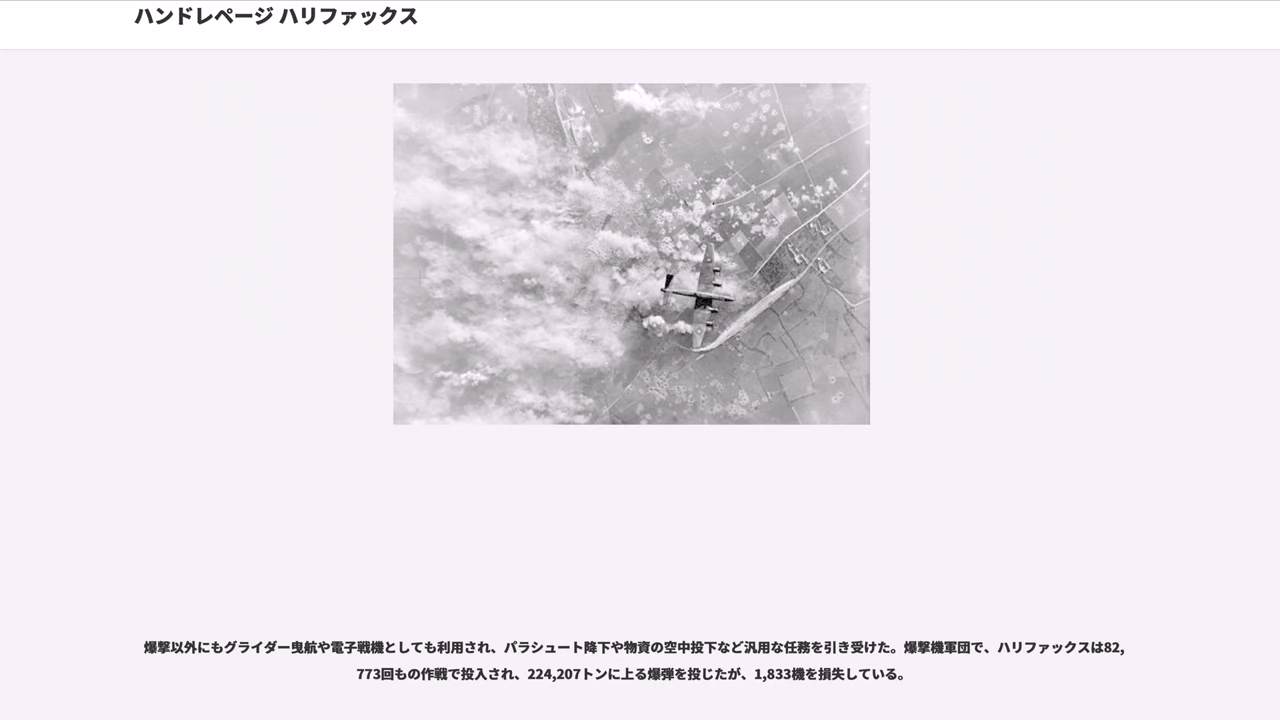 ハンドレページ ハリファックス
爆撃以外にもグライダー曳航や電子戦機としても利用され、パラシュート降下や物資の空中投下など汎用な任務を引き受けた。爆撃機軍団で、ハリファックスは82,
773回もの作戦で投入され、224,207トンに上る爆弾を投じたが、1,833機を損失している。